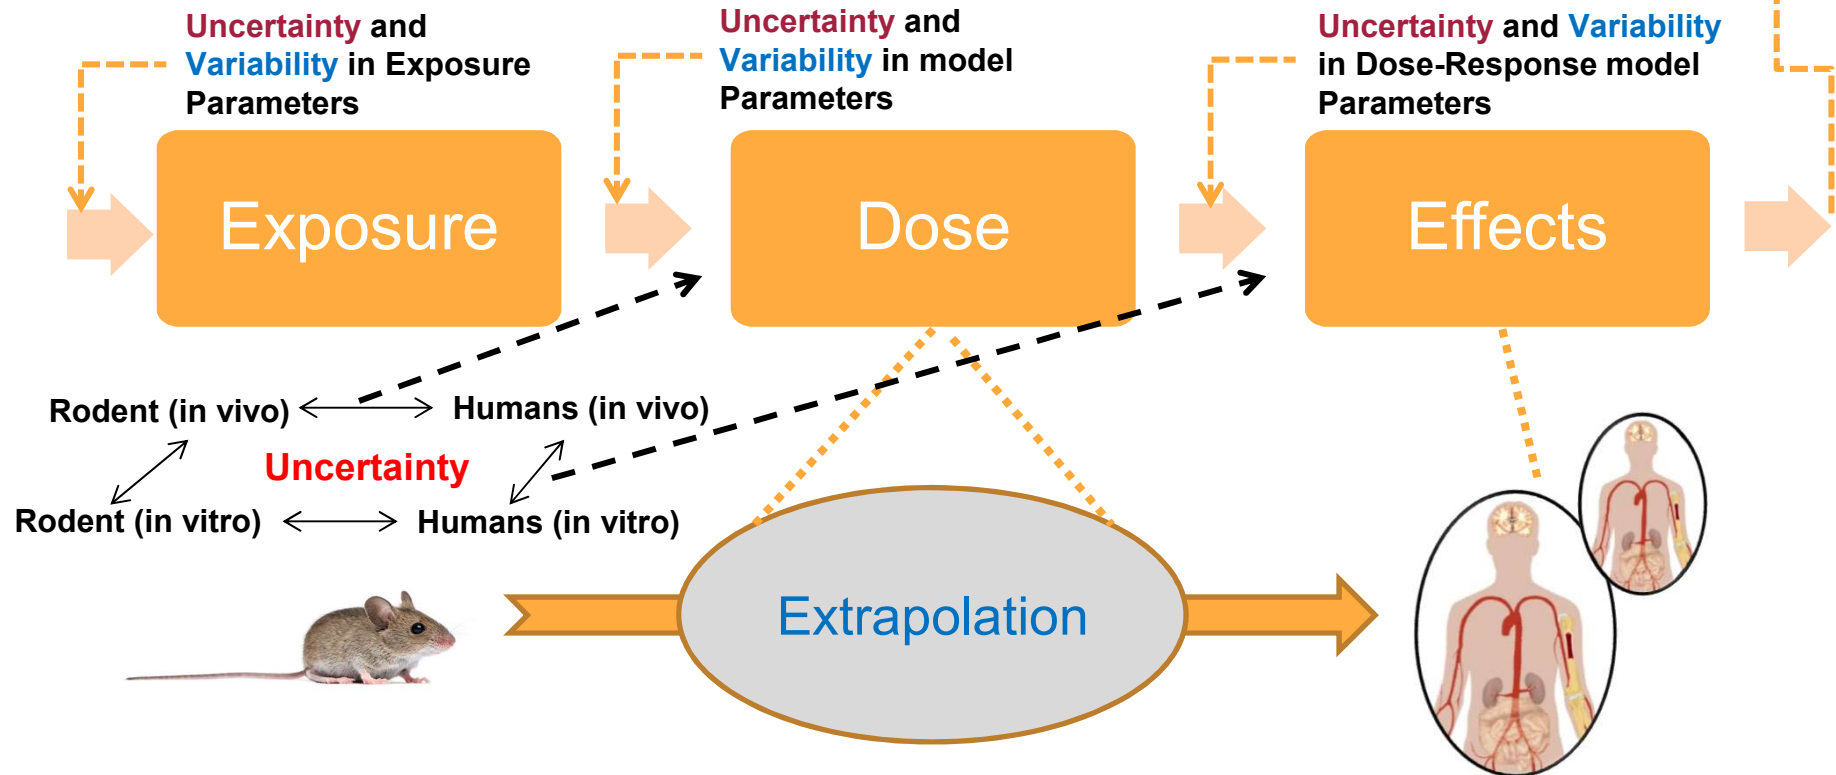 Uncertainty and
Variability in Exposure
Parameters
Uncertainty and
Variability in model
Parameters
Uncertainty and Variability
in Dose-Response model
Parameters
Exposure
Dose
Effects
Rodent (in vivo)
Humans (in vivo)
Uncertainty
Rodent (in vitro)
Humans (in vitro)
Extrapolation